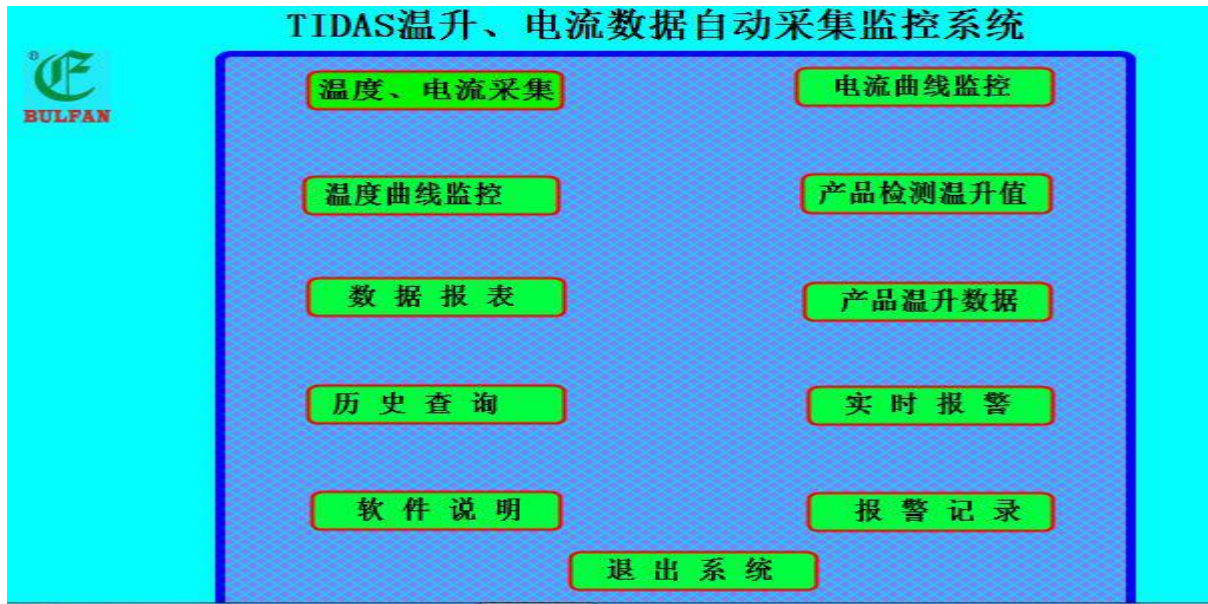 TIDAS温升、电流数据自动采集监控系统
®
BULFAN
温度、电流采集
电流曲线监控
温度曲线监控
产品检测温升值
数据报表
产品温升数据
历史查询
实时报警
软件说明
报警记录
退出系统